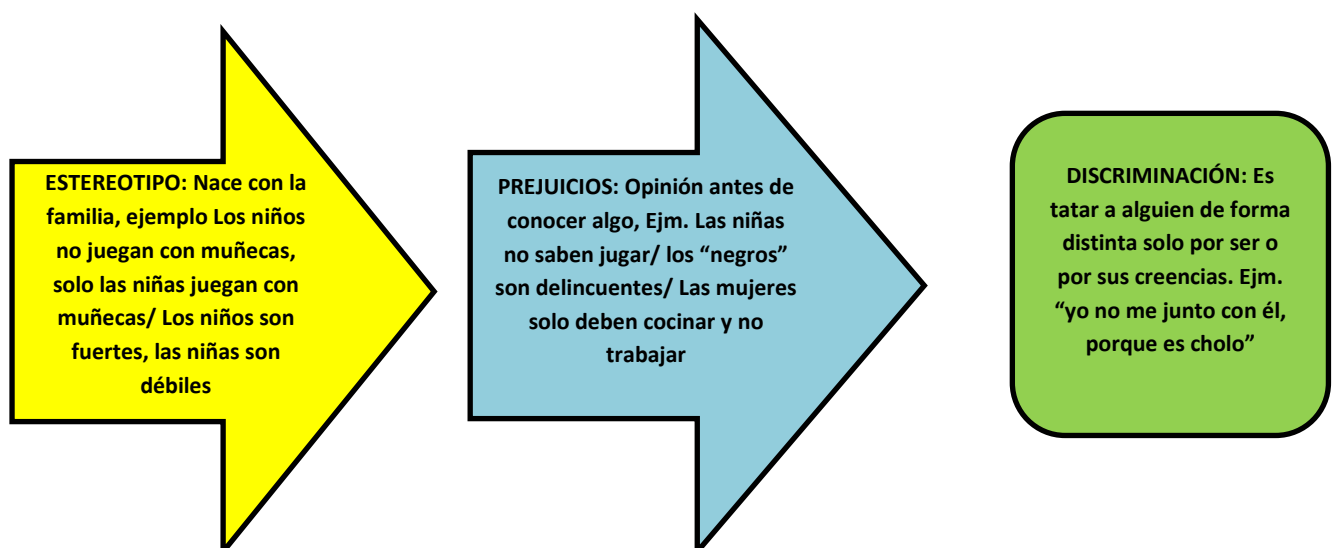 ESTEREOTIPO: Nace con la
familia, ejemplo Los niños
no juegan con muñecas,
solo las niñas juegan con
muñecas/ Los niños son
fuertes, las niñas son
débiles
PREJUICIOS: Opinión antes de
conocer algo, Ejm. Las niñas
no saben jugar/ los “negros”
son delincuentes/ Las mujeres
solo deben cocinar y no
trabajar
DISCRIMINACIÓN: Es
tatar a alguien de forma
distinta solo por ser o
por sus creencias. Ejm.
“yo no me junto con él,
porque es cholo”